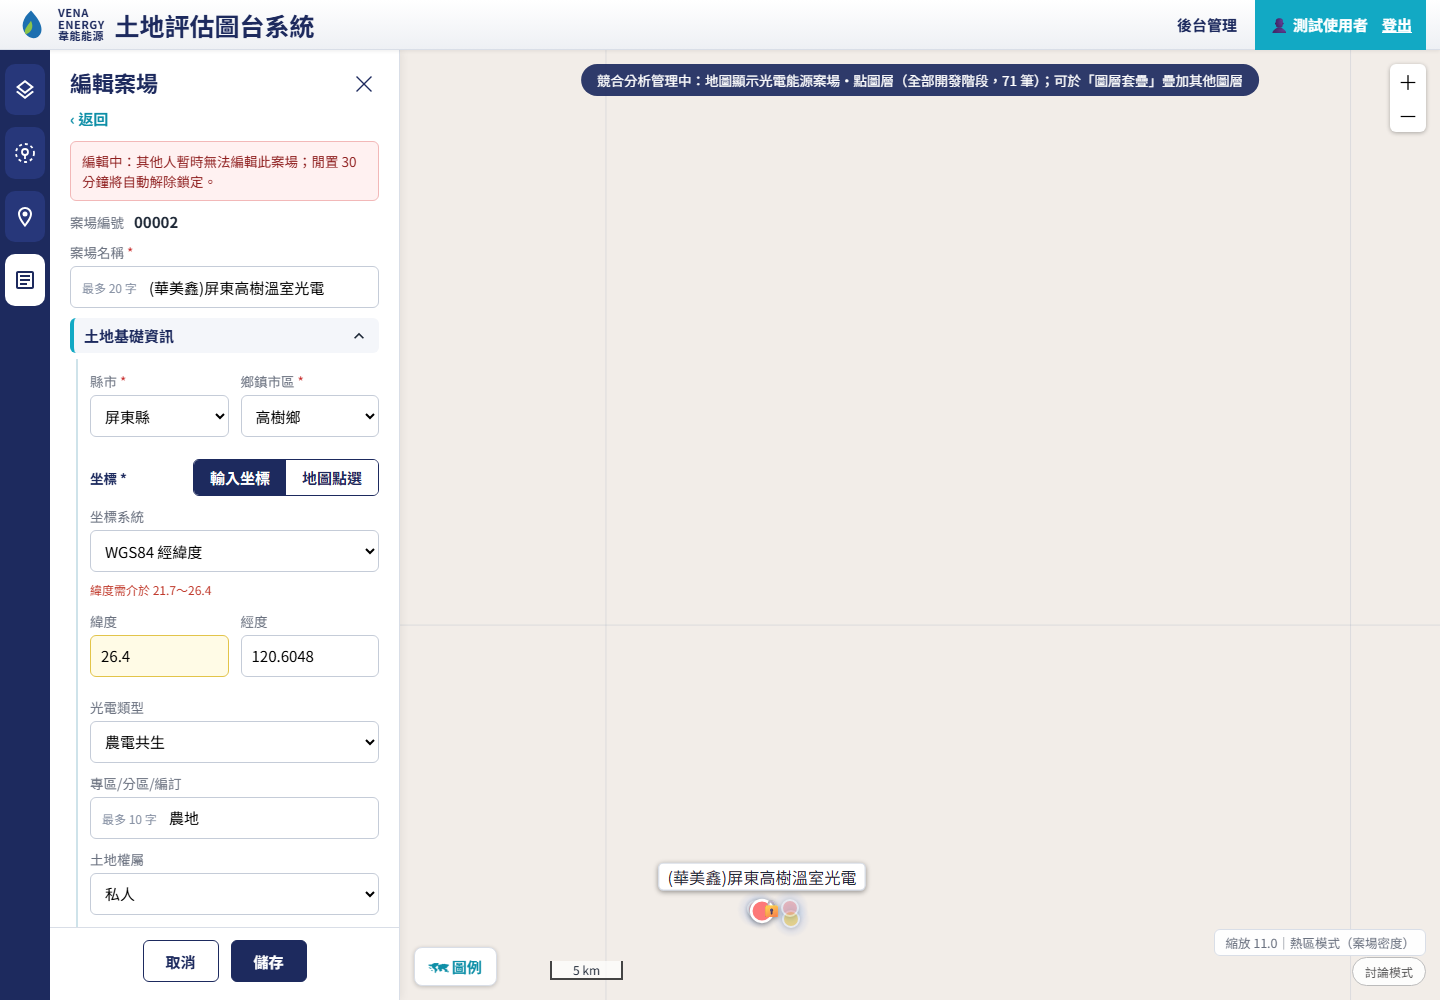 VENA
ENERGY
韋能能源
土地評估圖台系統
後台管理
測試使用者
登出
編輯案場
‹ 返回
編輯中：其他人暫時無法編輯此案場；閒置 30
分鐘將自動解除鎖定。
案場編號 00002
案場名稱 *
最多 20 字 (華美鑫)屏東高樹溫室光電
土地基礎資訊
縣市 * 鄉鎮市區 *
屏東縣 高樹鄉
坐標 * 輸入坐標 地圖點選
坐標系統
WGS84 經緯度
緯度需介於 21.7～26.4
緯度 經度
26.4 120.6048
光電類型
農電共生
專區/分區/編訂
最多 10 字 農地
土地權屬
私人
取消 儲存
競合分析管理中：地圖顯示光電能源案場・點圖層（全部開發階段，71 筆）；可於「圖層套疊」疊加其他圖層
+
−
(華美鑫)屏東高樹溫室光電
圖例
5 km
縮放 11.0｜熱區模式（案場密度）
討論模式